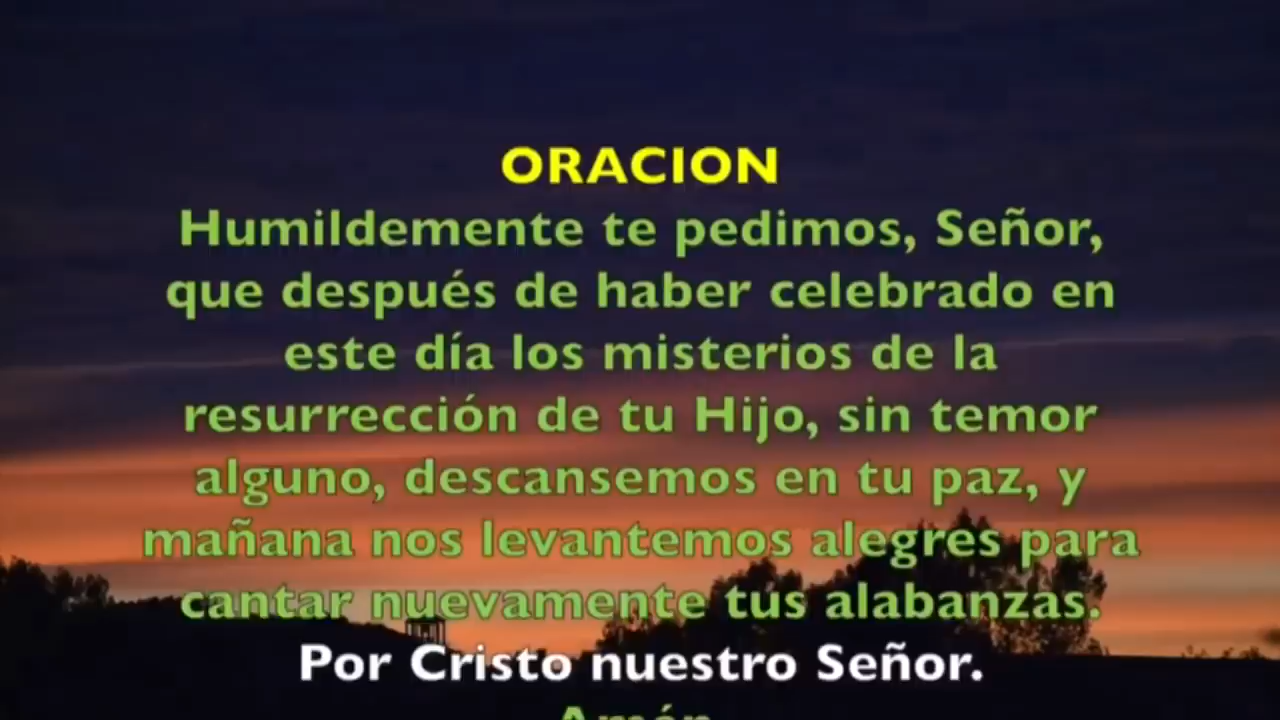 ORACION
Humildemente te pedimos, Señor,
que después de haber celebrado en
este día los misterios de la
resurrección de tu Hijo, sin temor
alguno, descansemos en tu paz, y
mañana nos levantemos alegres para
cantar nuevamente tus alabanzas.
Por Cristo nuestro Señor.
Amén